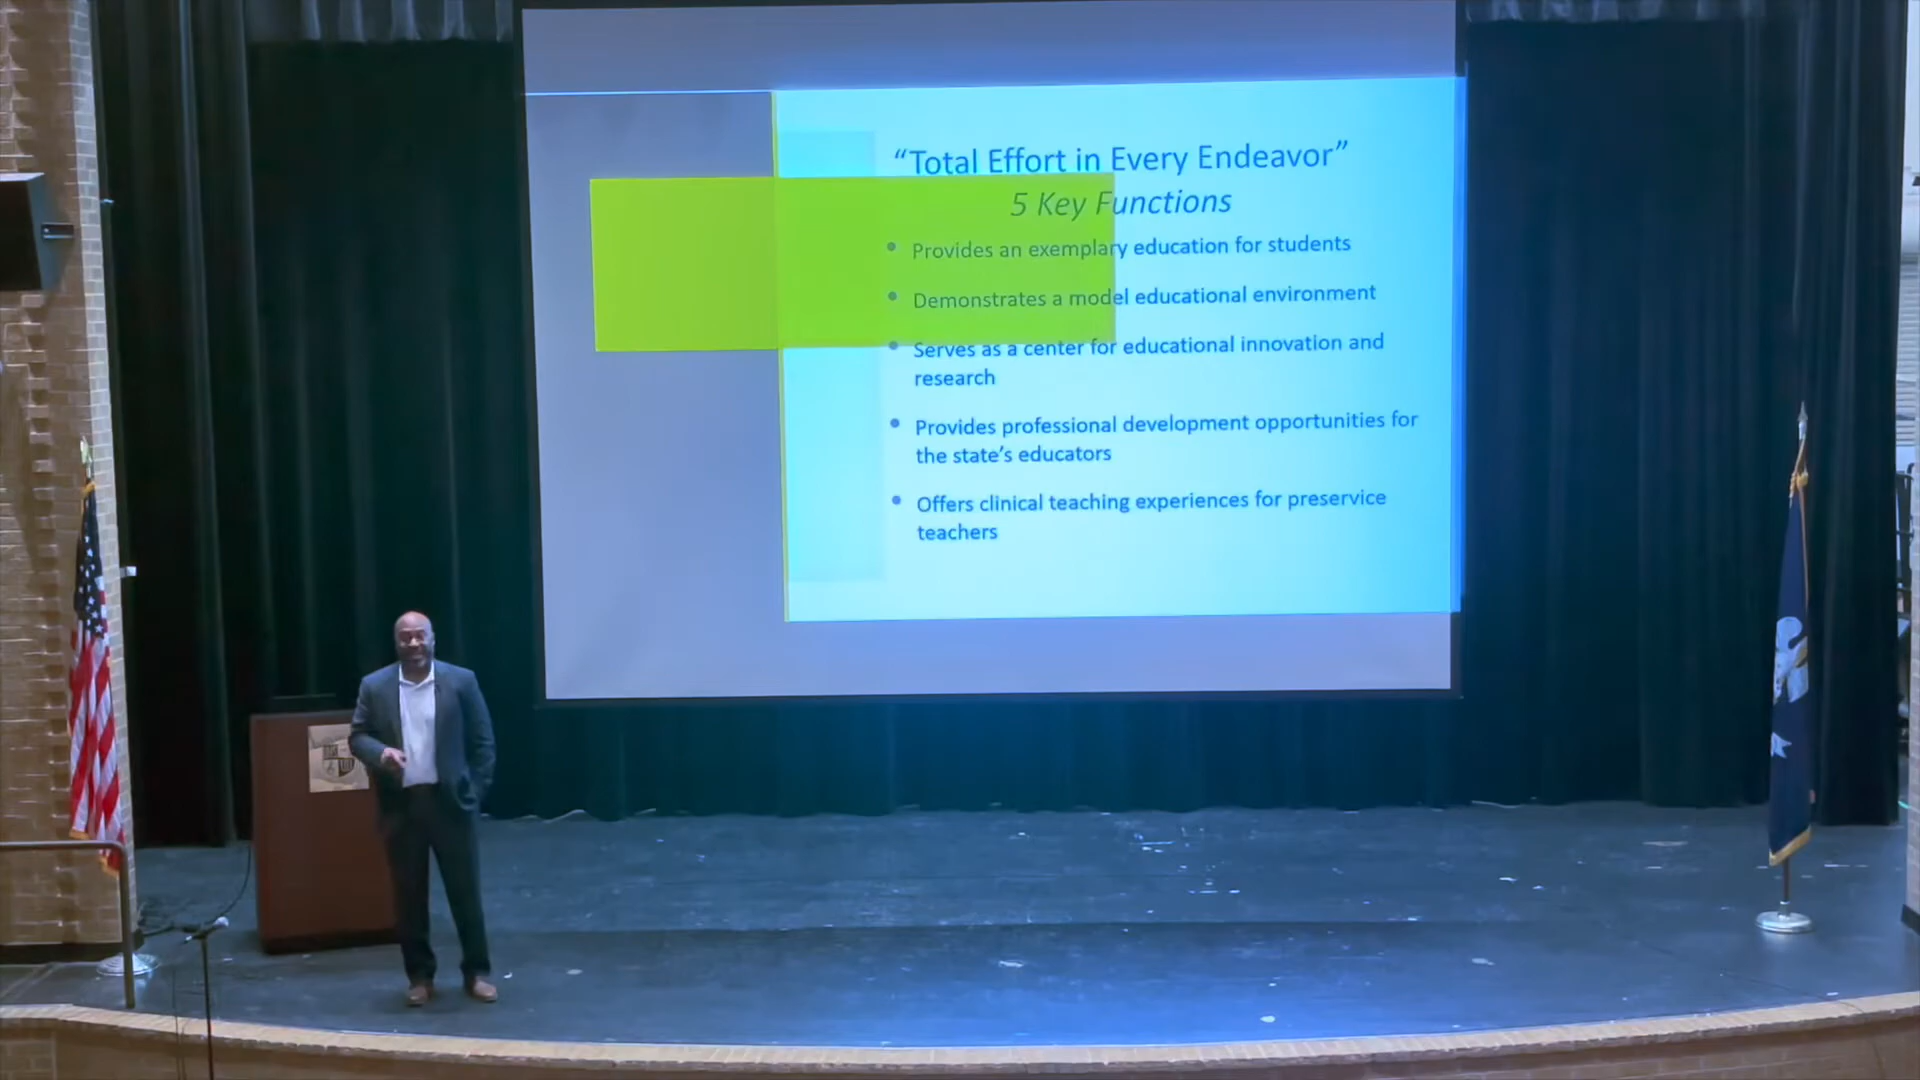 “Total Effort in Every Endeavor”
5 Key Functions
• Provides an exemplary education for students
• Demonstrates a model educational environment
• Serves as a center for educational innovation and
research
• Provides professional development opportunities for
the state’s educators
• Offers clinical teaching experiences for preservice
teachers